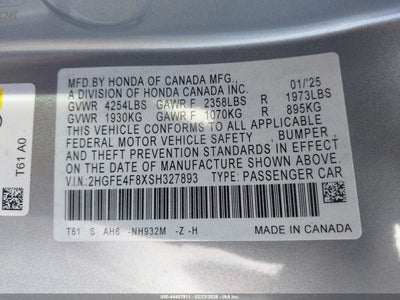 MFD.BY HONDA OF CANADA MFG.,
A DIVISION OF HONDA CANADA INC. 01/'25
GVWR 4254LBS GAWR F 2358LBS R 1973LBS
GVWR 1930KG GAWR F 1070KG R 895KG
THIS VEHICLE CONFORMS TO ALL APPLICABLE
FEDERAL MOTOR VEHICLE SAFETY, BUMPER,
AND THEFT PREVENTION STANDARDS IN EFFECT
ON THE DATE OF MANUFACTURE SHOWN ABOVE.
V.I.N: 2HGFE4F8XSH327893 TYPE: PASSENGER CAR
T61 S AH6 -NH932M -Z -H
MADE IN CANADA
T61 A0